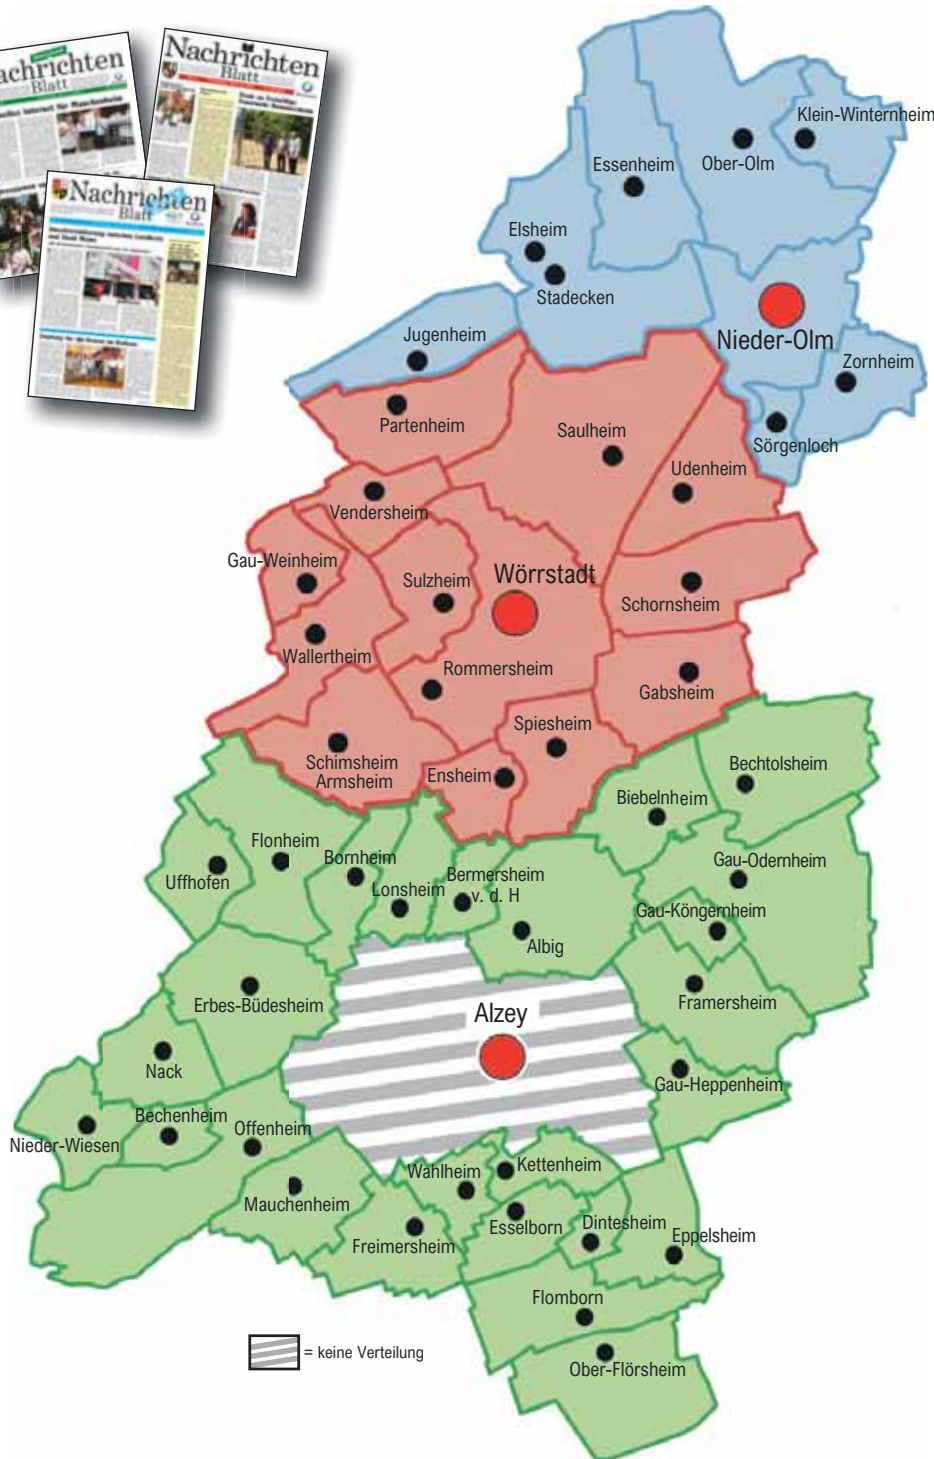 achrichten
Blatt
Nachrichten
Blatt
Nachrichten
Blatt
Klein-Winternheim
Ober-Olm
Essenheim
Elsheim
Stadecken
Nieder-Olm
Jugenheim
Zornheim
Partenheim
Saulheim
Sörgenloch
Udenheim
Vendersheim
Gau-Weinheim
Sulzheim
Wörrstadt
Schornsheim
Wallertheim
Rommersheim
Gabsheim
Spiesheim
Schimsheim
Armsheim
Ensheim
Bechtolsheim
Biebelnheim
Flonheim
Bornheim
Uffhofen
Lonsheim
Bermersheim
v. d. H
Gau-Odernheim
Gau-Köngernheim
Albig
Erbes-Büdesheim
Framersheim
Alzey
Nack
Gau-Heppenheim
Bechenheim
Offenheim
Nieder-Wiesen
Wahlheim
Kettenheim
Mauchenheim
Esselborn
Dintesheim
Eppelsheim
Freimersheim
Flomborn
= keine Verteilung
Ober-Flörsheim